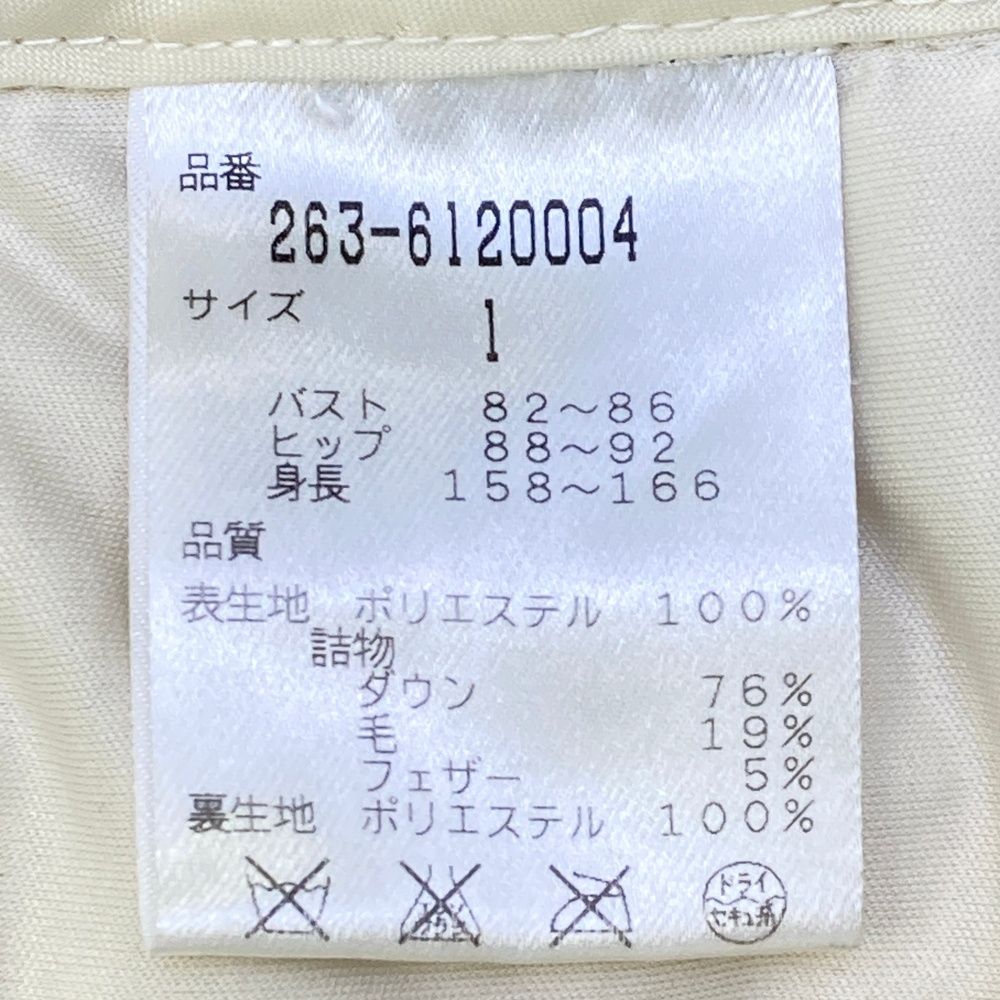 品番
263-6120004
サイズ
1
バスト 82〜86
ヒップ 88〜92
身長 158〜166
品質
表生地 ポリエステル 100%
詰物
ダウン 76%
毛 19%
フェザー 5%
裏生地 ポリエステル 100%
ドライ
セキユ系